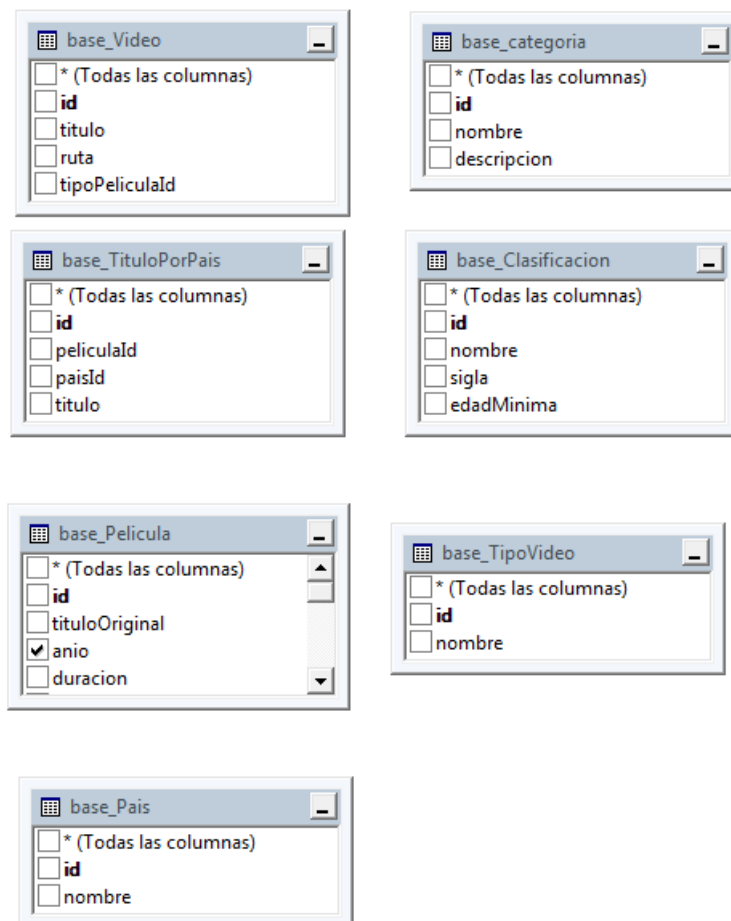 base_Video
* (Todas las columnas)
id
titulo
ruta
tipoPeliculaId
base_categoria
* (Todas las columnas)
id
nombre
descripcion
base_TituloPorPais
* (Todas las columnas)
id
peliculaId
paisId
titulo
base_Clasificacion
* (Todas las columnas)
id
nombre
sigla
edadMinima
base_Pelicula
* (Todas las columnas)
id
tituloOriginal
anio
duracion
base_TipoVideo
* (Todas las columnas)
id
nombre
base_Pais
* (Todas las columnas)
id
nombre